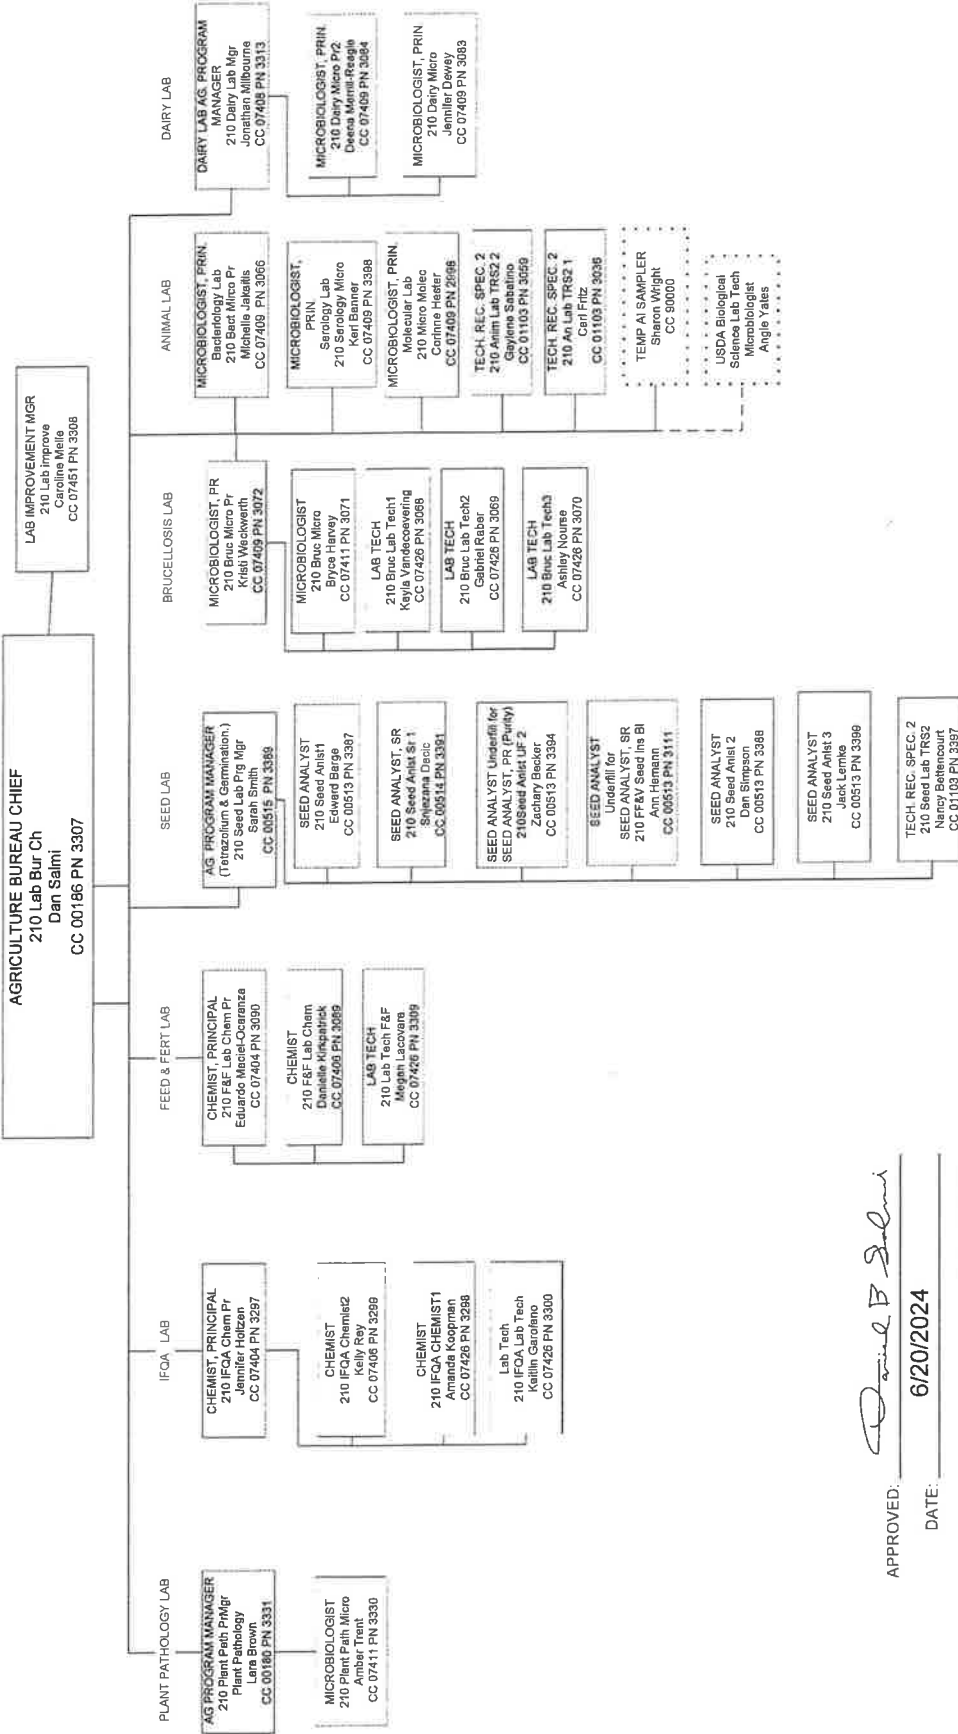 AGRICULTURE BUREAU CHIEF
210 Lab Bur Ch
Dan Salmi
CC 00186 PN 3307
LAB IMPROVEMENT MGR
210 Lab improve
Caroline Melle
CC 07451 PN 3308
PLANT PATHOLOGY LAB
AG PROGRAM MANAGER
210 Plant Path PrMgr
Plant Pathology
Lara Brown
CC 00180 PN 3331
MICROBIOLOGIST
210 Plant Path Micro
Amber Trent
CC 07411 PN 3330
IFQA LAB
CHEMIST, PRINCIPAL
210 IFQA Chem Pr
Jennifer Holtzen
CC 07404 PN 3297
CHEMIST
210 IFQA Chemist2
Kelly Rey
CC 07406 PN 3299
CHEMIST
210 IFQA CHEMIST1
Amanda Koopman
CC 07426 PN 3298
Lab Tech
210 IFQA Lab Tech
Kaitlin Garofano
CC 07426 PN 3300
FEED & FERT LAB
CHEMIST, PRINCIPAL
210 F&F Lab Chem Pr
Eduardo Maciel-Ocaranza
CC 07404 PN 3090
CHEMIST
210 F&F Lab Chem
Danielle Kirkpatrick
CC 07406 PN 3089
LAB TECH
210 Lab Tech F&F
Megan Lacovara
CC 07426 PN 3309
SEED LAB
AG. PROGRAM MANAGER
(Tetrazolium & Germination.)
210 Seed Lab Prg Mgr
Sarah Smith
CC 00515 PN 3389
SEED ANALYST
210 Seed Anlst1
Edward Barge
CC 00513 PN 3387
SEED ANALYST, SR
210 Seed Anlst Sr 1
Snjezana Dacic
CC 00514 PN 3391
SEED ANALYST Underfill for
SEED ANALYST, PR (Purity)
210Seed Anlst UF 2
Zachary Becker
CC 00513 PN 3394
SEED ANALYST
Underfill for
SEED ANALYST, SR
210 FF&V Seed Ins Bl
Ann Hemann
CC 00513 PN 3111
SEED ANALYST
210 Seed Anlst 2
Dan Simpson
CC 00513 PN 3388
SEED ANALYST
210 Seed Anlst 3
Jack Lemke
CC 00513 PN 3399
TECH. REC. SPEC. 2
210 Seed Lab TRS2
Nancy Bettencourt
CC 01103 PN 3397
BRUCELLOSIS LAB
MICROBIOLOGIST, PR
210 Bruc Micro Pr
Kristi Weckwerth
CC 07409 PN 3072
MICROBIOLOGIST
210 Bruc Micro
Bryce Harvey
CC 07411 PN 3071
LAB TECH
210 Bruc Lab Tech1
Kayla Vandecoevering
CC 07426 PN 3068
LAB TECH
210 Bruc Lab Tech2
Gabriel Raber
CC 07426 PN 3069
LAB TECH
210 Bruc Lab Tech3
Ashley Nourse
CC 07426 PN 3070
ANIMAL LAB
MICROBIOLOGIST, PRIN.
Bacteriology Lab
210 Bact Mirco Pr
Michelle Jakaitis
CC 07409 PN 3066
MICROBIOLOGIST,
PRIN.
Serology Lab
210 Serology Micro
Karl Banner
CC 07409 PN 3398
MICROBIOLOGIST, PRIN.
Molecular Lab
210 Micro Molec
Corinne Hester
CC 07409 PN 2998
TECH. REC. SPEC. 2
210 Anim Lab TRS2 2
Gaylene Sabatino
CC 01103 PN 3059
TECH. REC. SPEC. 2
210 An Lab TRS2 1
Carl Fritz
CC 01103 PN 3036
TEMP AI SAMPLER
Sharon Wright
CC 90000
USDA Biological
Science Lab Tech
Microbiologist
Angie Yates
DAIRY LAB
DAIRY LAB AG. PROGRAM
MANAGER
210 Dairy Lab Mgr
Jonathan Milbourne
CC 07408 PN 3313
MICROBIOLOGIST, PRIN.
210 Dairy Micro Pr2
Deena Merrill-Reagle
CC 07409 PN 3084
MICROBIOLOGIST, PRIN
210 Dairy Micro
Jennifer Dewey
CC 07409 PN 3083
APPROVED: Daniel B Salmi
DATE: 6/20/2024